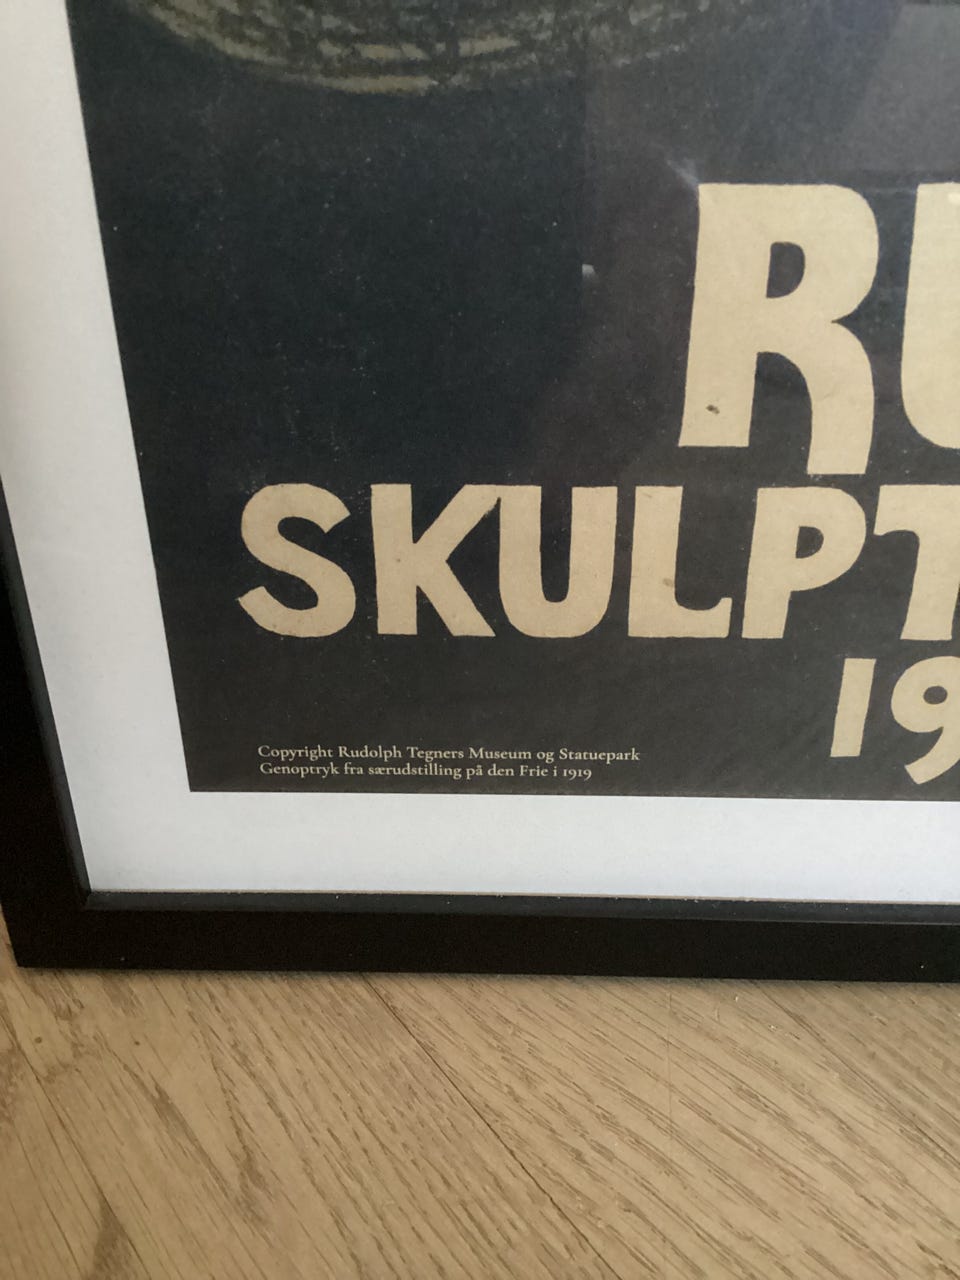 RU
SKULPT
19
Copyright Rudolph Tegners Museum og Statuepark
Genoptryk fra særudstilling på den Frie i 1919